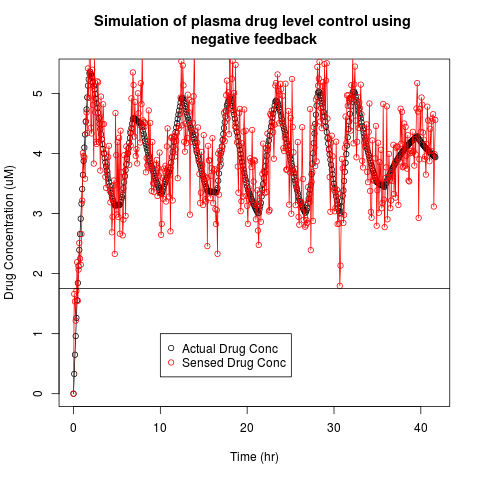 Simulation of plasma drug level control using
negative feedback
Drug Concentration (uM)
5
4
3
2
1
0
Actual Drug Conc
Sensed Drug Conc
0
10
20
30
40
Time (hr)